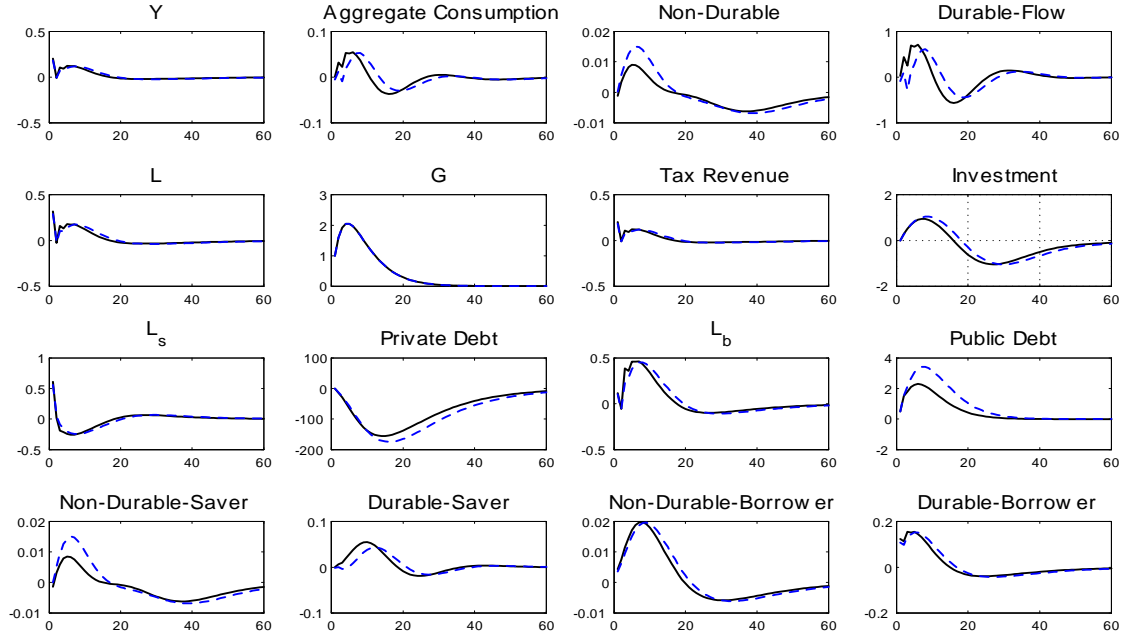 Y
Aggregate Consumption
Non-Durable
Durable-Flow
0.5
0
-0.5
0 20 40 60
0.1
0
-0.1
0 20 40 60
0.02
0.01
0
-0.01
0 20 40 60
1
0
-1
0 20 40 60
L
G
Tax Revenue
Investment
0.5
0
-0.5
0 20 40 60
3
2
1
0
0 20 40 60
0.5
0
-0.5
0 20 40 60
2
0
-2
0 20 40 60
L_s
Private Debt
L_b
Public Debt
1
0.5
0
-0.5
0 20 40 60
100
0
-100
-200
0 20 40 60
0.5
0
-0.5
0 20 40 60
4
2
0
-2
0 20 40 60
Non-Durable-Saver
Durable-Saver
Non-Durable-Borrower
Durable-Borrower
0.02
0.01
0
-0.01
0 20 40 60
0.1
0
-0.1
0 20 40 60
0.02
0.01
0
-0.01
0 20 40 60
0.2
0
-0.2
0 20 40 60